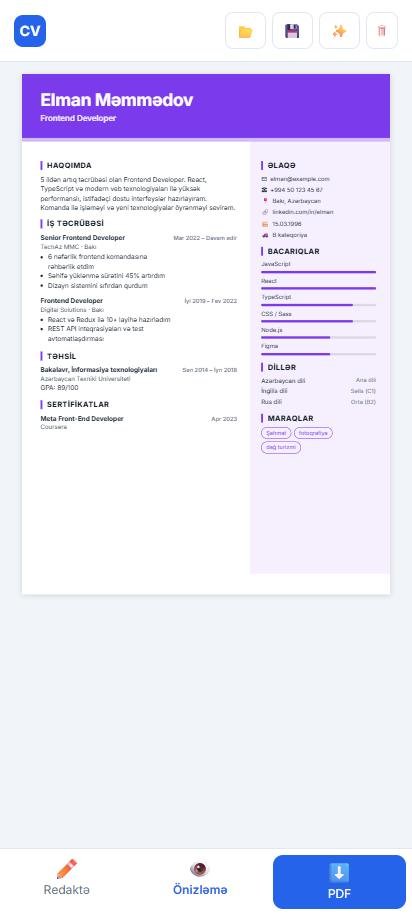 CV
Elman Məmmədov
Frontend Developer
HAQQIMDA
5 ildən artıq təcrübəsi olan Frontend Developer. React,
TypeScript və modern veb texnologiyaları ilə yüksək
performanslı, istifadəçi dostu interfeyslər hazırlayıram.
Komanda ilə işləməyi və yeni texnologiyalar öyrənməyi sevirəm.
İŞ TƏCRÜBƏSİ
Senior Frontend Developer
Mar 2022 – Davam edir
TechAz MMC · Bakı
• 6 nəfərlik frontend komandasına
rəhbərlik etdim
• Səhifə yüklənmə sürətini 45% artırdım
• Dizayn sistemini sıfırdan qurdum
Frontend Developer
İyl 2019 – Fev 2022
Digital Solutions · Bakı
• React və Redux ilə 10+ layihə hazırladım
• REST API inteqrasiyaları və test
avtomatlaşdırması
TƏHSİL
Bakalavr, İnformasiya texnologiyaları
Sen 2014 – İyn 2018
Azərbaycan Texniki Universiteti
GPA: 89/100
SERTİFİKATLAR
Meta Front-End Developer
Apr 2023
Coursera
ƏLAQƏ
elman@example.com
+994 50 123 45 67
Bakı, Azərbaycan
linkedin.com/in/elman
15.03.1996
B kateqoriya
BACARIQLAR
JavaScript
React
TypeScript
CSS / Sass
Node.js
Figma
DİLLƏR
Azərbaycan dili
Ana dili
İngilis dili
Səlis (C1)
Rus dili
Orta (B2)
MARAQLAR
Şahmat
fotoqrafiya
dağ turizmi
Redaktə
Önizləmə
PDF